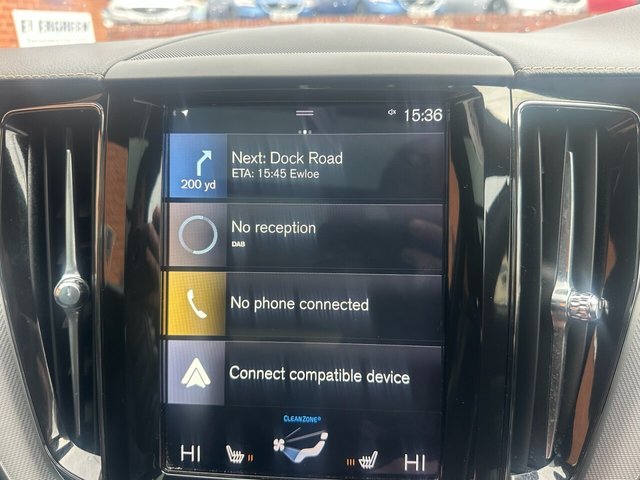 15:36
Next: Dock Road
ETA: 15:45 Ewloe
200 yd
No reception
DAB
No phone connected
Connect compatible device
CLEANZONE®
HI
HI